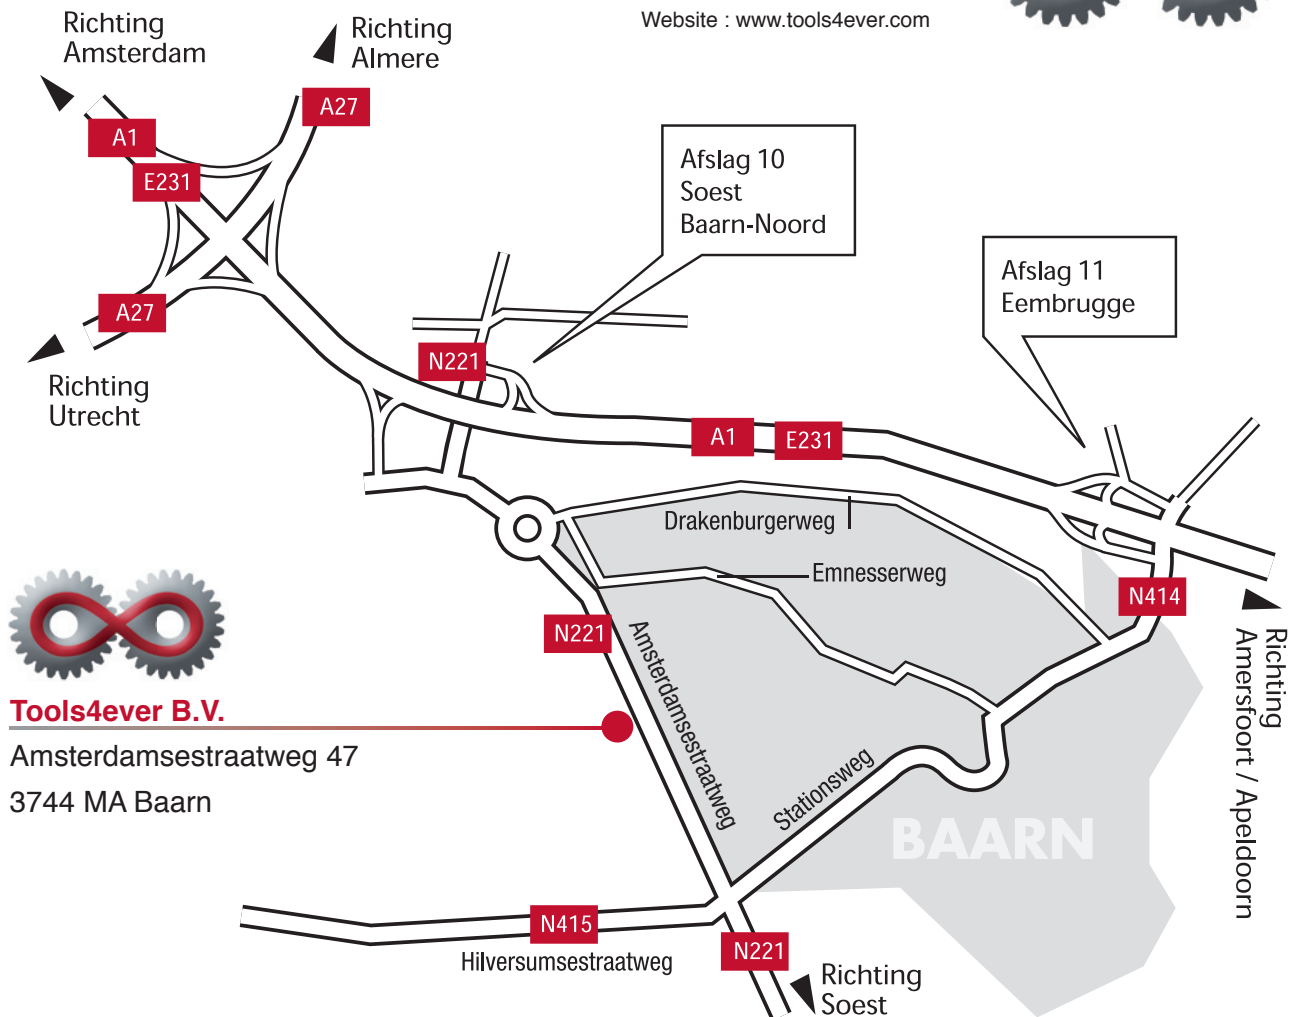 Website : www.tools4ever.com
Richting
Amsterdam
Richting
Almere
A27
A1
E231
Afslag 10
Soest
Baarn-Noord
Afslag 11
Eembrugge
A27
Richting
Utrecht
N221
A1
E231
Drakenburgerweg
Emnesserweg
N414
N221
Amsterdamsestraatweg
Richting
Amersfoort / Apeldoorn
Tools4ever B.V.
Amsterdamsestraatweg 47
3744 MA Baarn
Stationsweg
BAARN
N415
Hilversumsestraatweg
N221
Richting
Soest